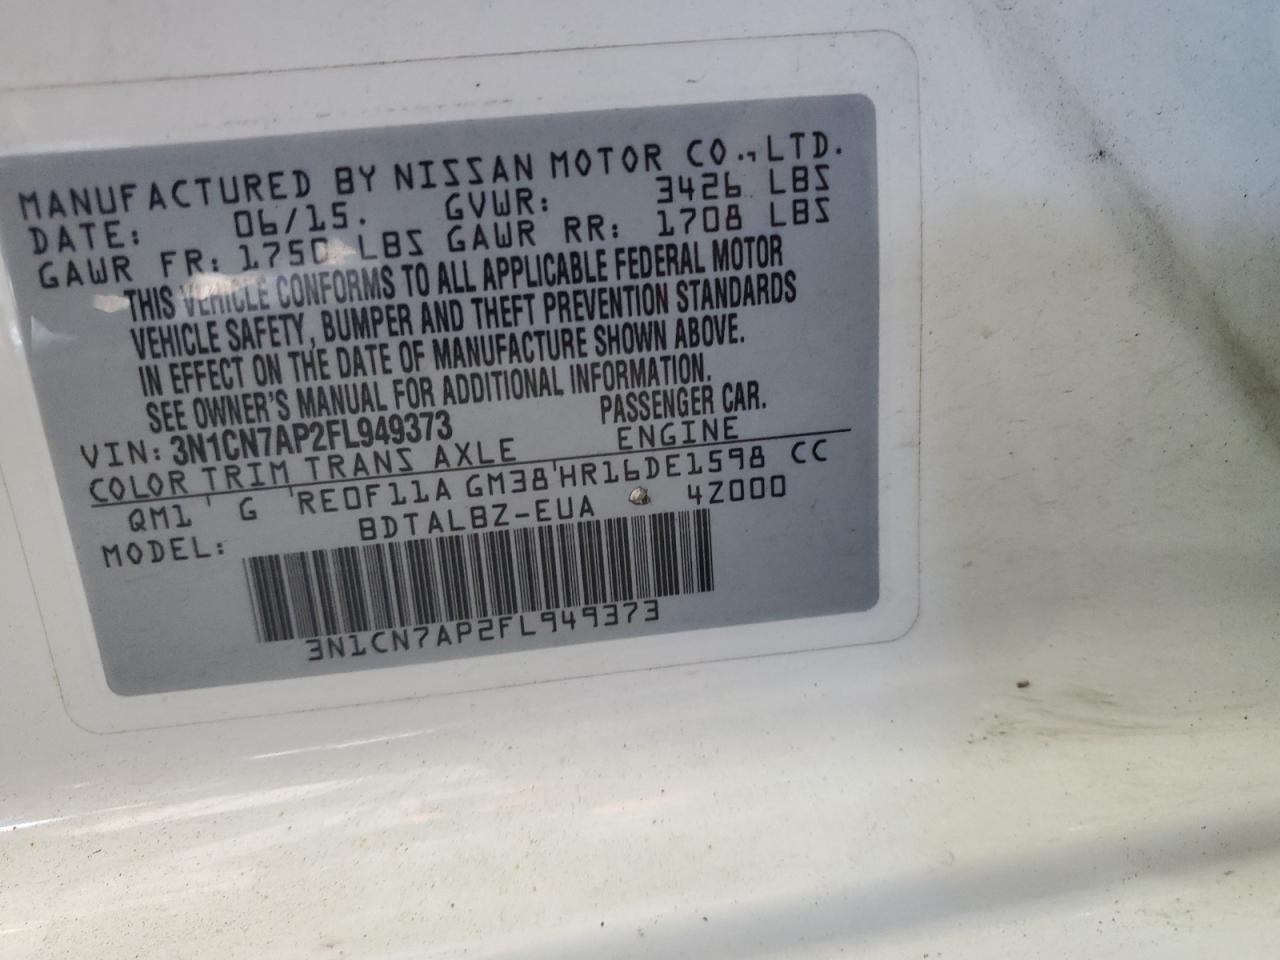 MANUFACTURED BY NISSAN MOTOR CO., LTD.
DATE: 06/15. GVWR: 3426 LBS
GAWR FR: 1750 LBS GAWR RR: 1708 LBS
THIS VEHICLE CONFORMS TO ALL APPLICABLE FEDERAL MOTOR
VEHICLE SAFETY, BUMPER AND THEFT PREVENTION STANDARDS
IN EFFECT ON THE DATE OF MANUFACTURE SHOWN ABOVE.
SEE OWNER'S MANUAL FOR ADDITIONAL INFORMATION.
VIN: 3N1CN7AP2FL949373 PASSENGER CAR.
COLOR TRIM TRANS AXLE ENGINE
QM1 ' G 'RE0F11A GM38'HR16DE1598 CC
MODEL: BDTALBZ-EUA 4Z000
3N1CN7AP2FL949373